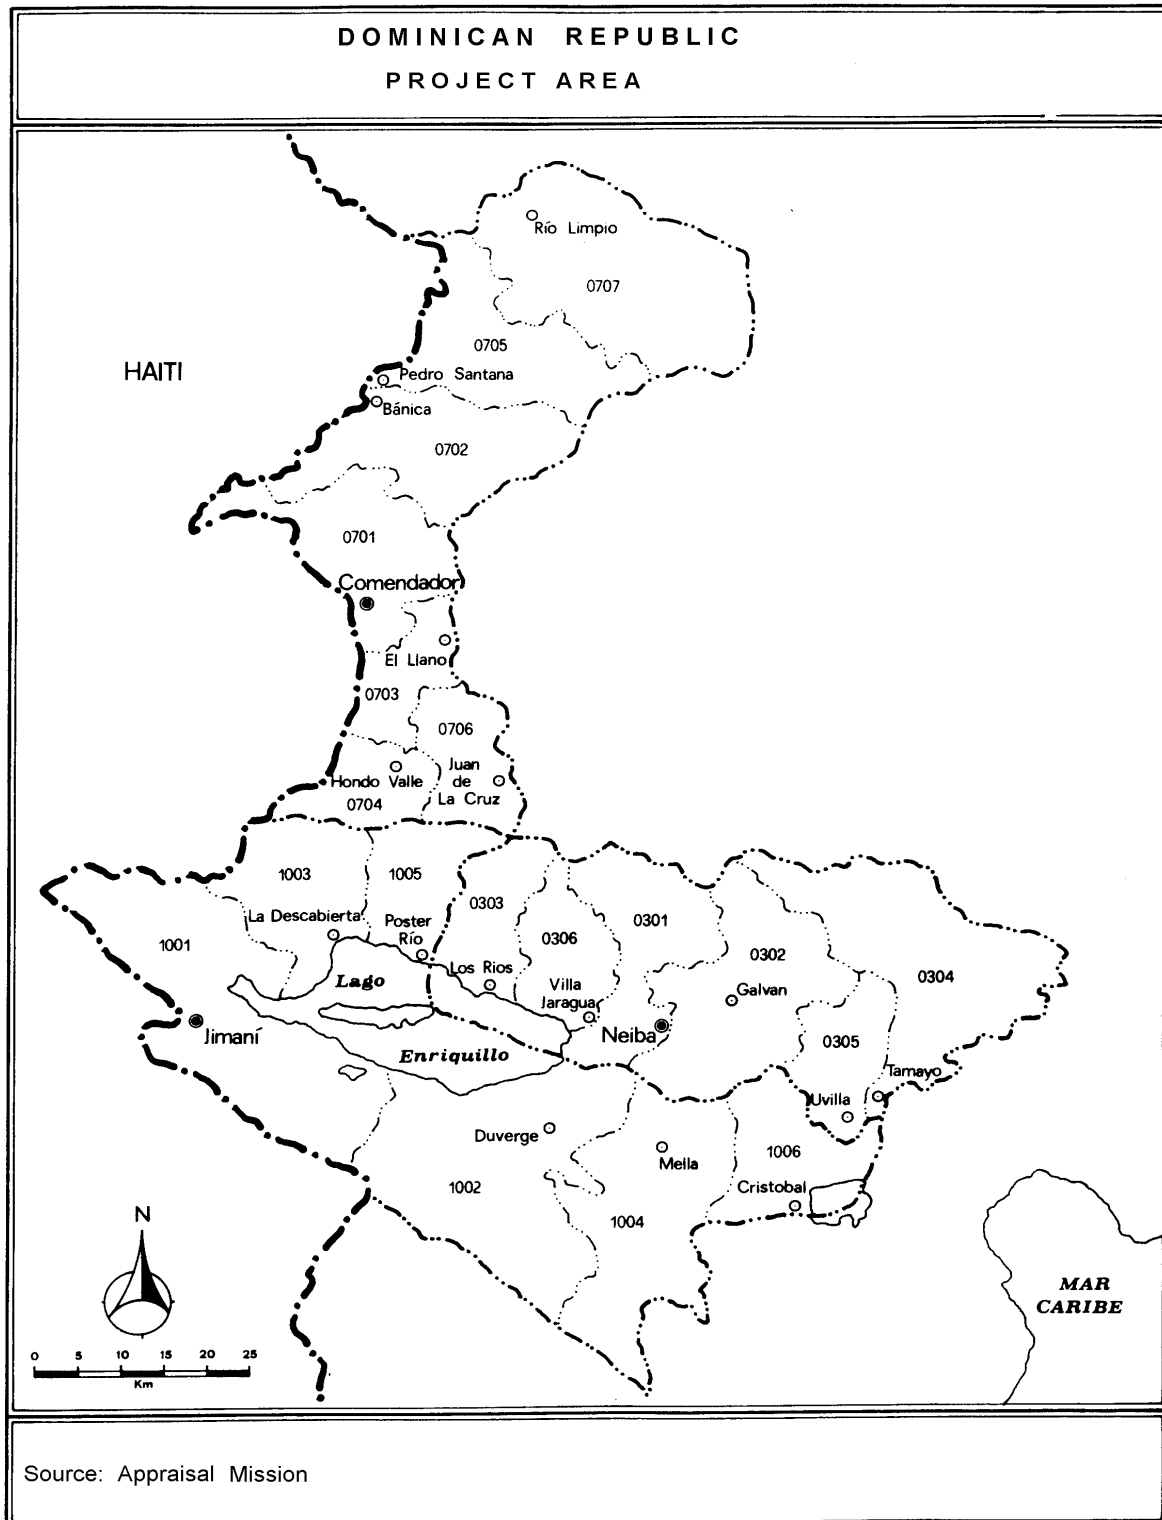 DOMINICAN REPUBLIC
PROJECT AREA
Río Limpio
0707
0705
HAITI
Pedro Santana
Bánica
0702
0701
Comendador
El Llano
0703
0706
Juan
de
La Cruz
Hondo Valle
0704
1003
1005
0303
0301
0306
0302
0304
La Descabierta
Poster
Río
1001
Los Rios
Villa
Jaragua
Galvan
Lago
Jimaní
Neiba
0305
Enriquillo
Tamayo
Uvilla
Duverge
Mella
1006
Cristobal
1002
1004
N
MAR
CARIBE
0 5 10 15 20 25
Km
Source: Appraisal Mission